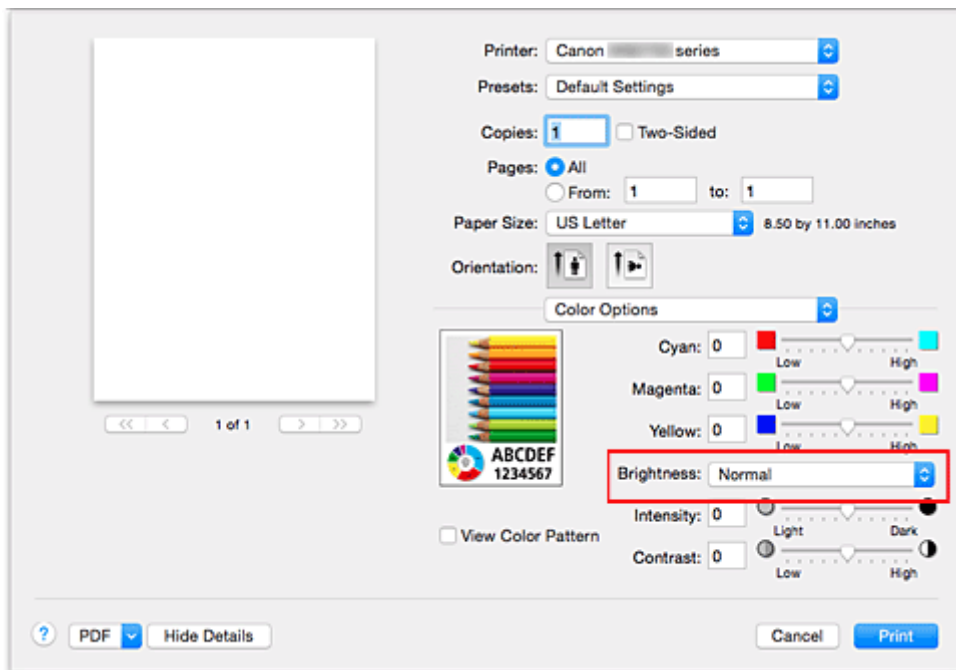 Printer: Canon series
Presets: Default Settings
Copies: 1 Two-Sided
Pages: All
From: 1 to: 1
Paper Size: US Letter 8.50 by 11.00 inches
Orientation:
Color Options
Cyan: 0
Low High
Magenta: 0
Low High
Yellow: 0
Low High
Brightness: Normal
Intensity: 0
Light Dark
Contrast: 0
Low High
ABCDEF
1234567
View Color Pattern
1 of 1
? PDF Hide Details Cancel Print